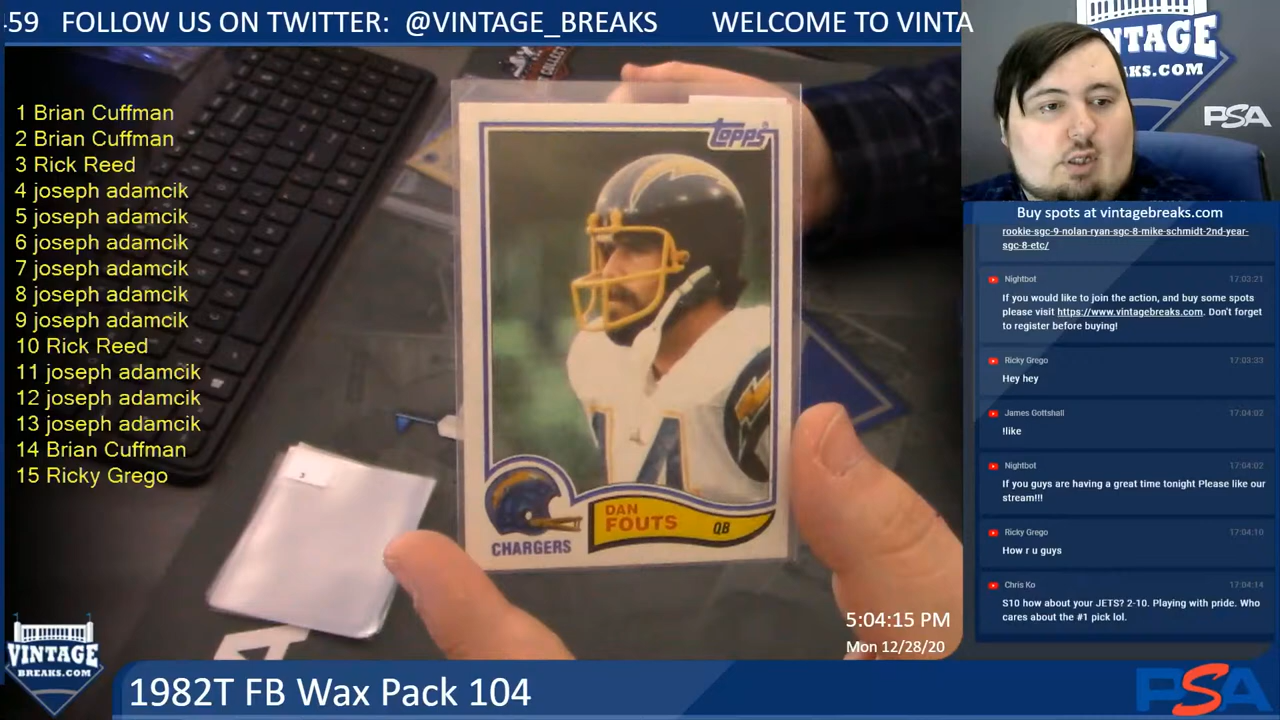 459 FOLLOW US ON TWITTER: @VINTAGE_BREAKS WELCOME TO VINTA
1 Brian Cuffman
2 Brian Cuffman
3 Rick Reed
4 joseph adamcik
5 joseph adamcik
6 joseph adamcik
7 joseph adamcik
8 joseph adamcik
9 joseph adamcik
10 Rick Reed
11 joseph adamcik
12 joseph adamcik
13 joseph adamcik
14 Brian Cuffman
15 Ricky Grego
Topps
14
DAN
FOUTS QB
CHARGERS
5:04:15 PM
Mon 12/28/20
VINTAGE
BREAKS.COM
1982T FB Wax Pack 104
PSA
NTAGE
BREAKS.COM
PSA
Buy spots at vintagebreaks.com
rookie-sgc-9-nolan-ryan-sgc-8-mike-schmidt-2nd-year-
sgc-8-etc/
Nightbot 17:03:21
If you would like to join the action, and buy some spots
please visit https://www.vintagebreaks.com. Don't forget
to register before buying!
Ricky Grego 17:03:33
Hey hey
James Gottshall 17:04:02
!like
Nightbot 17:04:02
If you guys are having a great time tonight Please like our
stream!!!
Ricky Grego 17:04:10
How r u guys
Chris Ko 17:04:14
S10 how about your JETS? 2-10. Playing with pride. Who
cares about the #1 pick lol.